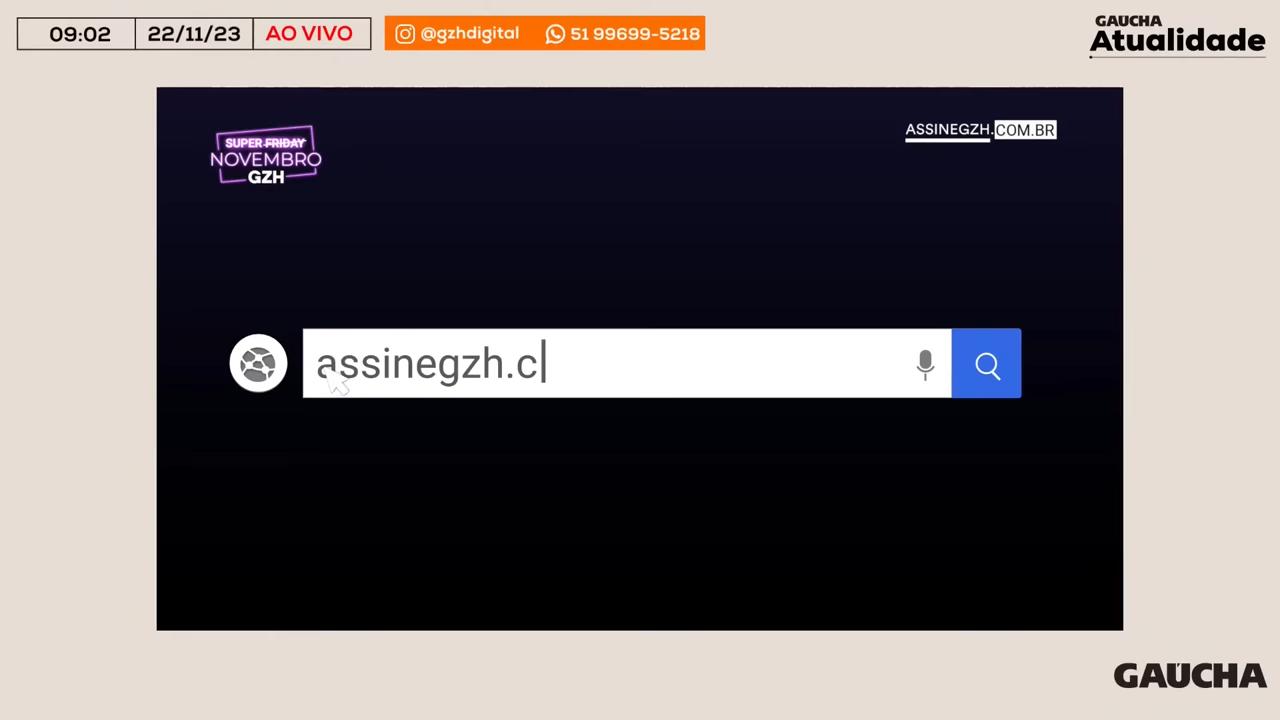 09:02 22/11/23 AO VIVO @gzhdigital 51 99699-5218
GAÚCHA
Atualidade
SUPER FRIDAY
NOVEMBRO
GZH
ASSINEGZH.COM.BR
assinegzh.c
GAÚCHA